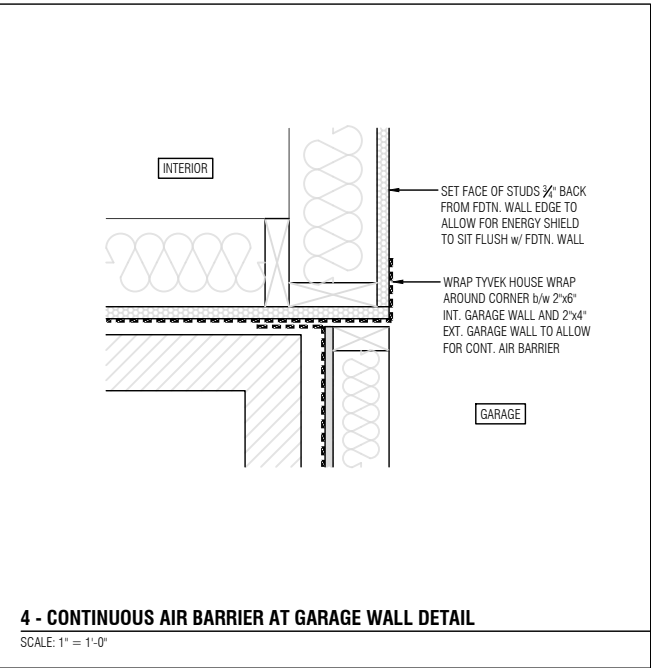 INTERIOR
SET FACE OF STUDS ¾" BACK
FROM FDTN. WALL EDGE TO
ALLOW FOR ENERGY SHIELD
TO SIT FLUSH w/ FDTN. WALL
WRAP TYVEK HOUSE WRAP
AROUND CORNER b/w 2"x6"
INT. GARAGE WALL AND 2"x4"
EXT. GARAGE WALL TO ALLOW
FOR CONT. AIR BARRIER
GARAGE
4 - CONTINUOUS AIR BARRIER AT GARAGE WALL DETAIL
SCALE: 1" = 1'-0"